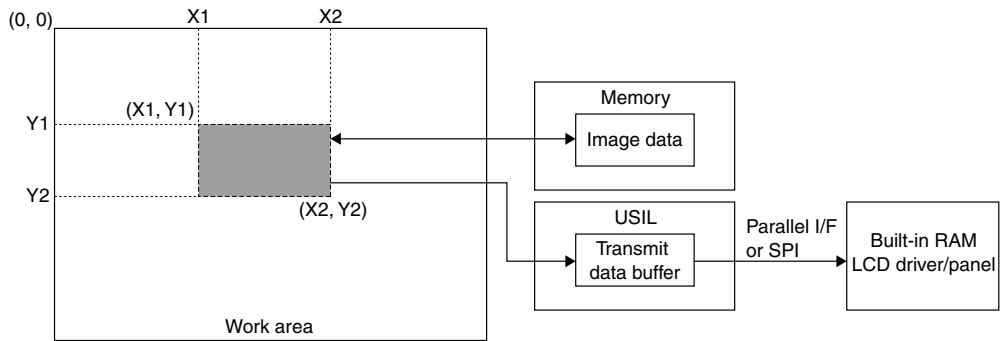 (0, 0)
X1
X2
(X1, Y1)
Y1
Y2
(X2, Y2)
Work area
Memory
Image data
USIL
Transmit
data buffer
Parallel I/F
or SPI
Built-in RAM
LCD driver/panel